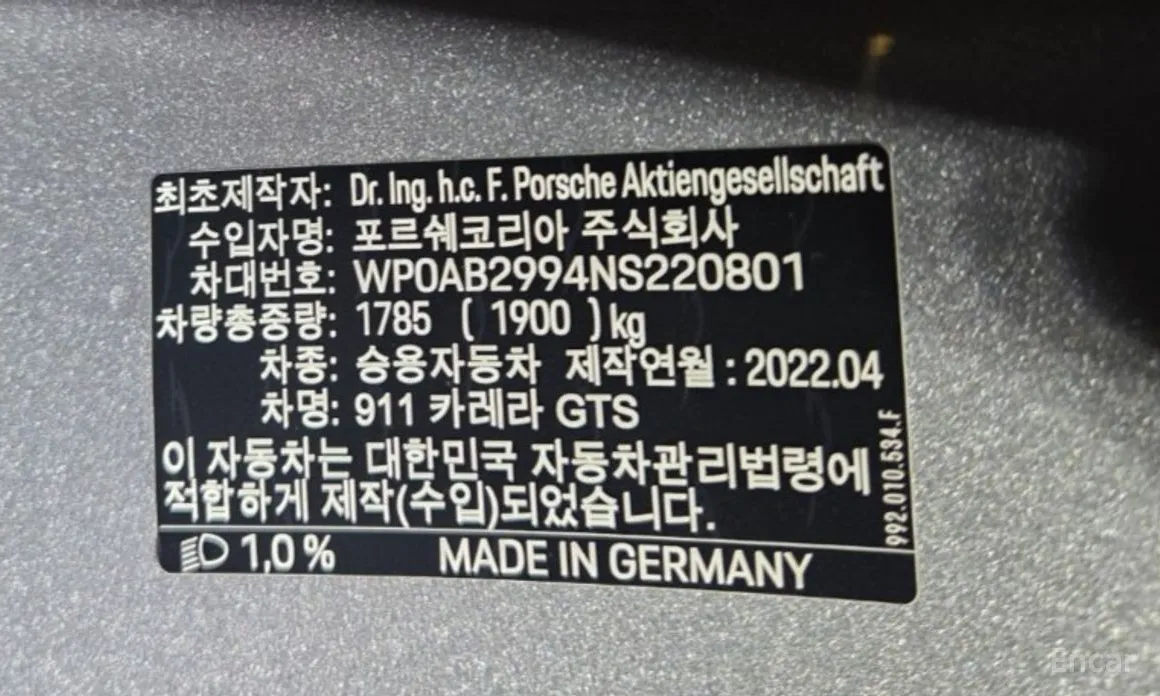 최초제작자: Dr. Ing. h.c. F. Porsche Aktiengesellschaft
수입자명: 포르쉐코리아 주식회사
차대번호: WP0AB2994NS220801
차량총중량: 1785 ( 1900 ) kg
차종: 승용자동차 제작연월 : 2022.04
차명: 911 카레라 GTS
이 자동차는 대한민국 자동차관리법령에
적합하게 제작(수입)되었습니다.
992.010.534.F
1,0 % MADE IN GERMANY
Encar